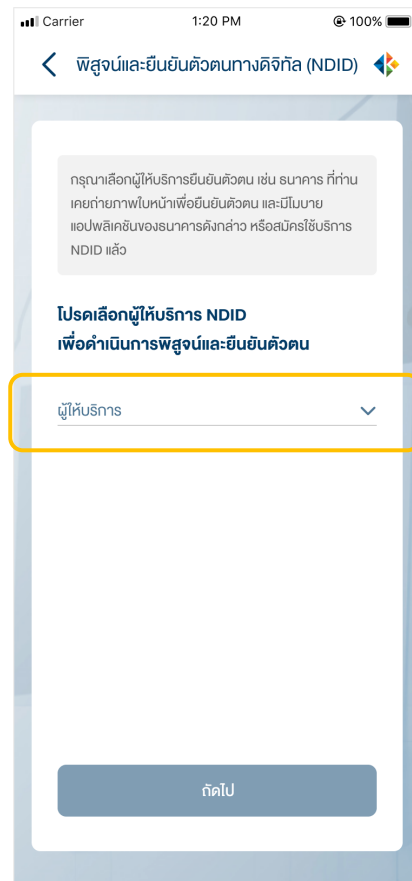 Carrier 1:20 PM 100%
พิสูจน์และยืนยันตัวตนทางดิจิทัล (NDID)
กรุณาเลือกผู้ให้บริการยืนยันตัวตน เช่น ธนาคาร ที่ท่าน
เคยถ่ายภาพใบหน้าเพื่อยืนยันตัวตน และมีโมบาย
แอปพลิเคชันของธนาคารดังกล่าว หรือสมัครใช้บริการ
NDID แล้ว
โปรดเลือกผู้ให้บริการ NDID
เพื่อดำเนินการพิสูจน์และยืนยันตัวตน
ผู้ให้บริการ
ถัดไป